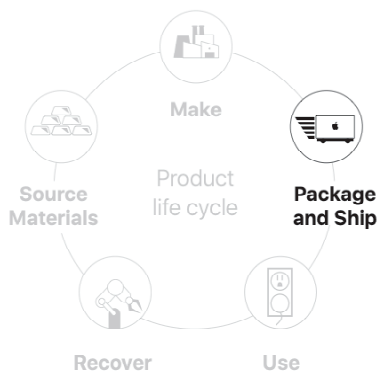 Make
Source
Materials
Product
life cycle
Package
and Ship
Recover
Use